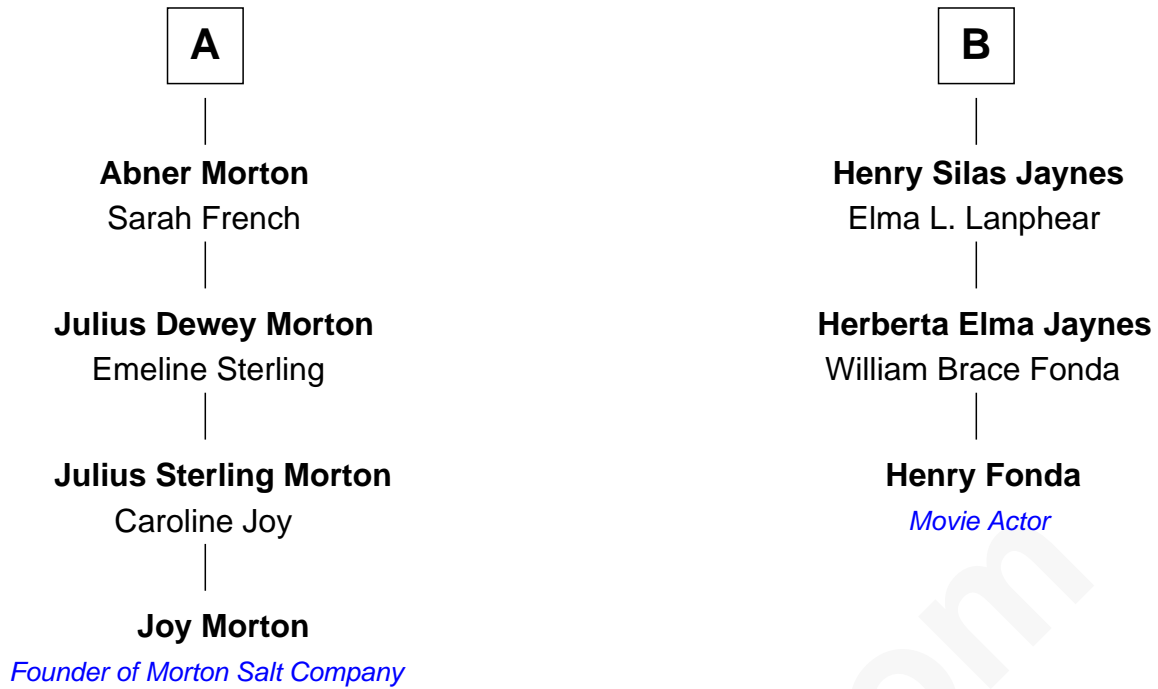 A
Abner Morton
Sarah French
Julius Dewey Morton
Emeline Sterling
Julius Sterling Morton
Caroline Joy
Joy Morton
Founder of Morton Salt Company
B
Henry Silas Jaynes
Elma L. Lanphear
Herberta Elma Jaynes
William Brace Fonda
Henry Fonda
Movie Actor
om